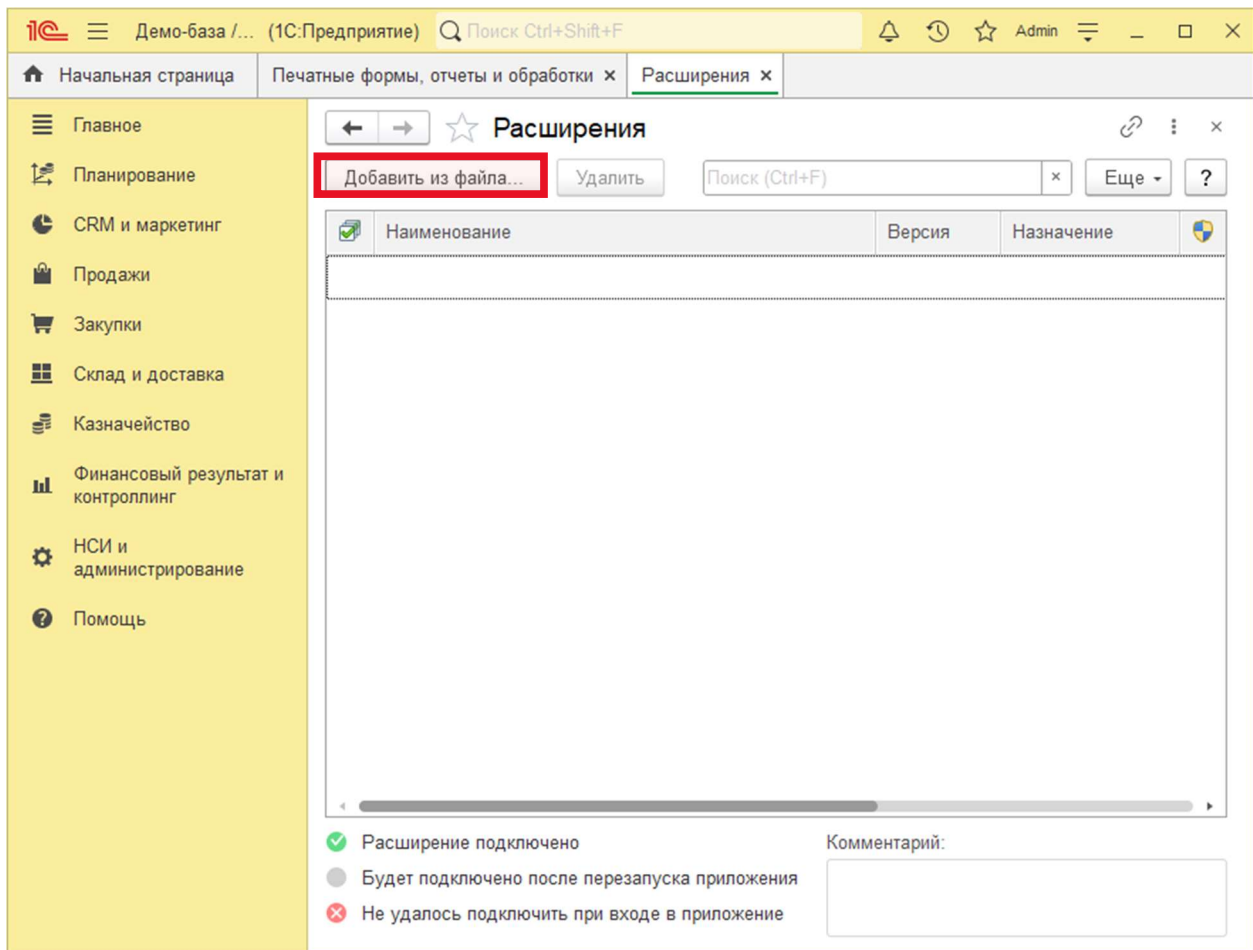 1С Демо-база /... (1С:Предприятие) Поиск Ctrl+Shift+F Admin
Начальная страница Печатные формы, отчеты и обработки × Расширения ×
Главное
Планирование
CRM и маркетинг
Продажи
Закупки
Склад и доставка
Казначейство
Финансовый результат и
контроллинг
НСИ и
администрирование
Помощь
Расширения
Добавить из файла... Удалить Поиск (Ctrl+F) × Еще ?
Наименование Версия Назначение
Расширение подключено
Будет подключено после перезапуска приложения
Не удалось подключить при входе в приложение
Комментарий: